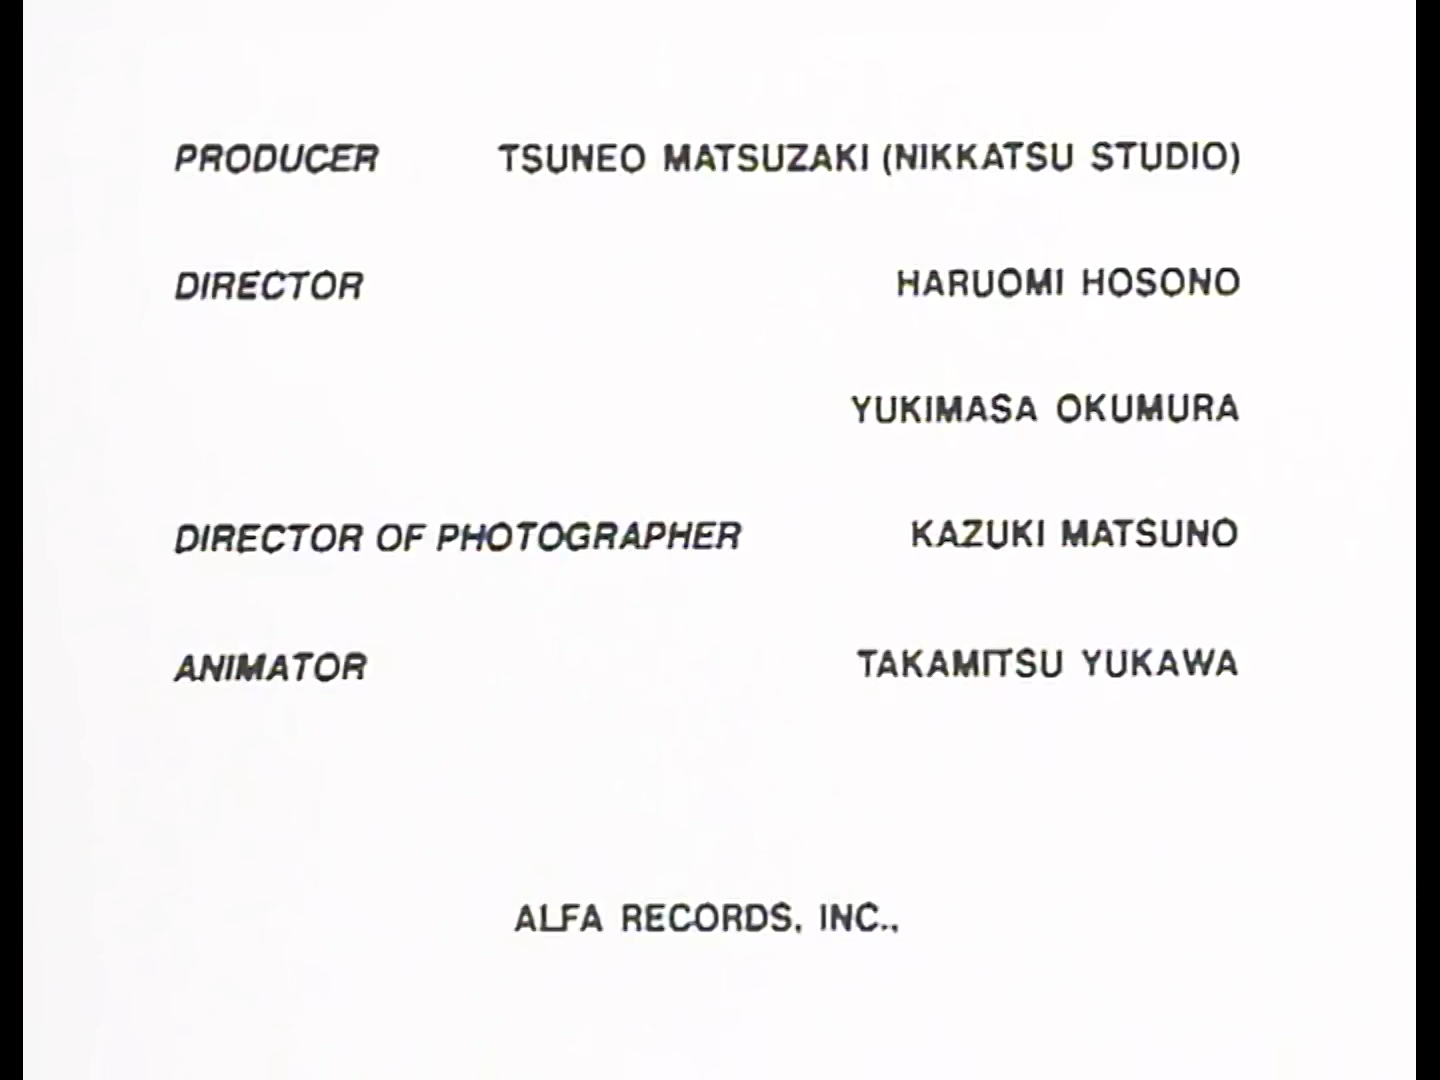 PRODUCER TSUNEO MATSUZAKI (NIKKATSU STUDIO)
DIRECTOR HARUOMI HOSONO
YUKIMASA OKUMURA
DIRECTOR OF PHOTOGRAPHER KAZUKI MATSUNO
ANIMATOR TAKAMITSU YUKAWA
ALFA RECORDS, INC.,